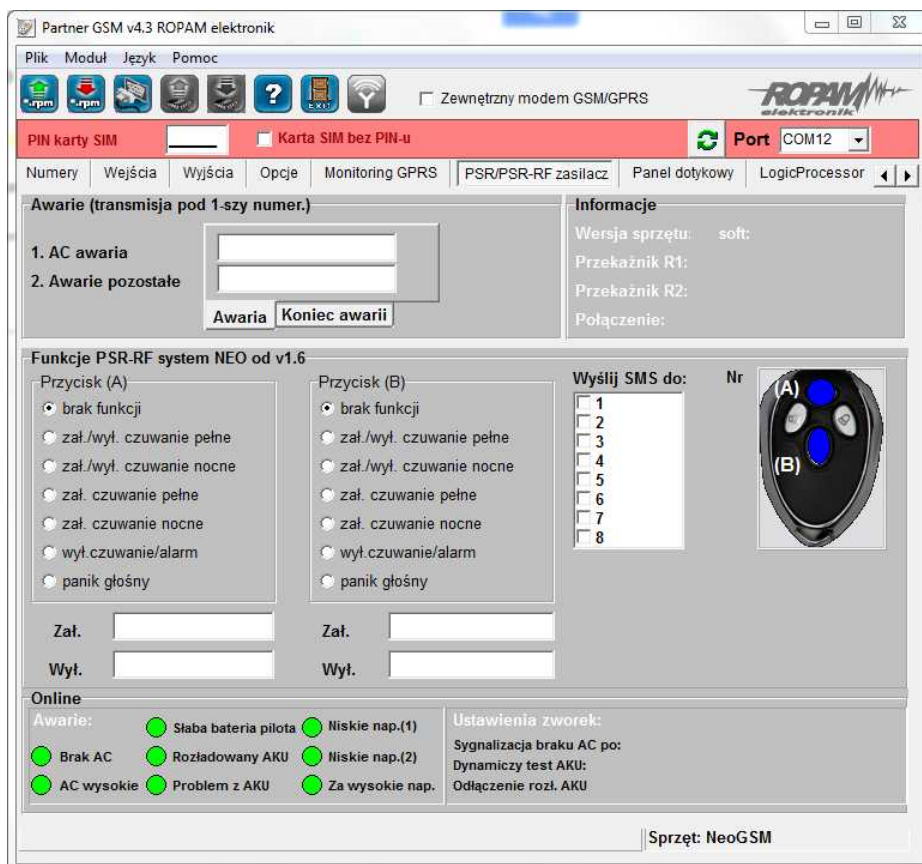 Partner GSM v4.3 ROPAM elektronik
Plik Moduł Język Pomoc
*.rpm *.rpm ? EXIT Zewnętrzny modem GSM/GPRS ROPAM elektronik
PIN karty SIM Karta SIM bez PIN-u Port COM12
Numery Wejścia Wyjścia Opcje Monitoring GPRS PSR/PSR-RF zasilacz Panel dotykowy LogicProcessor
Awarie (transmisja pod 1-szy numer.)
1. AC awaria
2. Awarie pozostałe
Awaria Koniec awarii
Informacje
Wersja sprzętu: soft:
Przekażnik R1:
Przekażnik R2:
Połączenie:
Funkcje PSR-RF system NEO od v1.6
Przycisk (A)
brak funkcji
zał./wył. czuwanie pełne
zał./wył. czuwanie nocne
zał. czuwanie pełne
zał. czuwanie nocne
wył.czuwanie/alarm
panik głośny
Zał.
Wył.
Przycisk (B)
brak funkcji
zał./wył. czuwanie pełne
zał./wył. czuwanie nocne
zał. czuwanie pełne
zał. czuwanie nocne
wył.czuwanie/alarm
panik głośny
Zał.
Wył.
Wyślij SMS do: Nr
1
2
3
4
5
6
7
8
(A)
(B)
Online
Awarie:
Słaba bateria pilota Niskie nap.(1)
Brak AC Rozładowany AKU Niskie nap.(2)
AC wysokie Problem z AKU Za wysokie nap.
Ustawienia zworek:
Sygnalizacja braku AC po:
Dynamiczy test AKU:
Odłączenie rozł. AKU
Sprzęt: NeoGSM